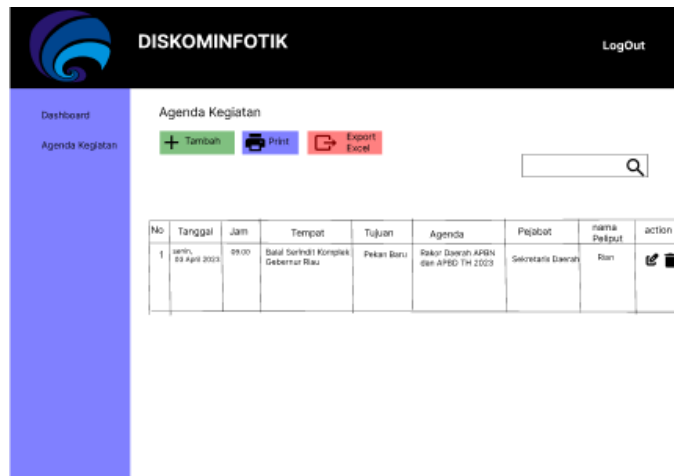 DISKOMINFOTIK
LogOut
Dashboard
Agenda Kegiatan
Agenda Kegiatan
Tambah
Print
Export
Excel
No Tanggal Jam Tempat Tujuan Agenda Pejabat nama Peliput action
1 senin, 09.00 Balai Serindit Komplek Pekan Baru Rakor Daerah APBN Sekretaris Daerah Rian
03 April 2023 Gebernur Riau dan APBD TH 2023